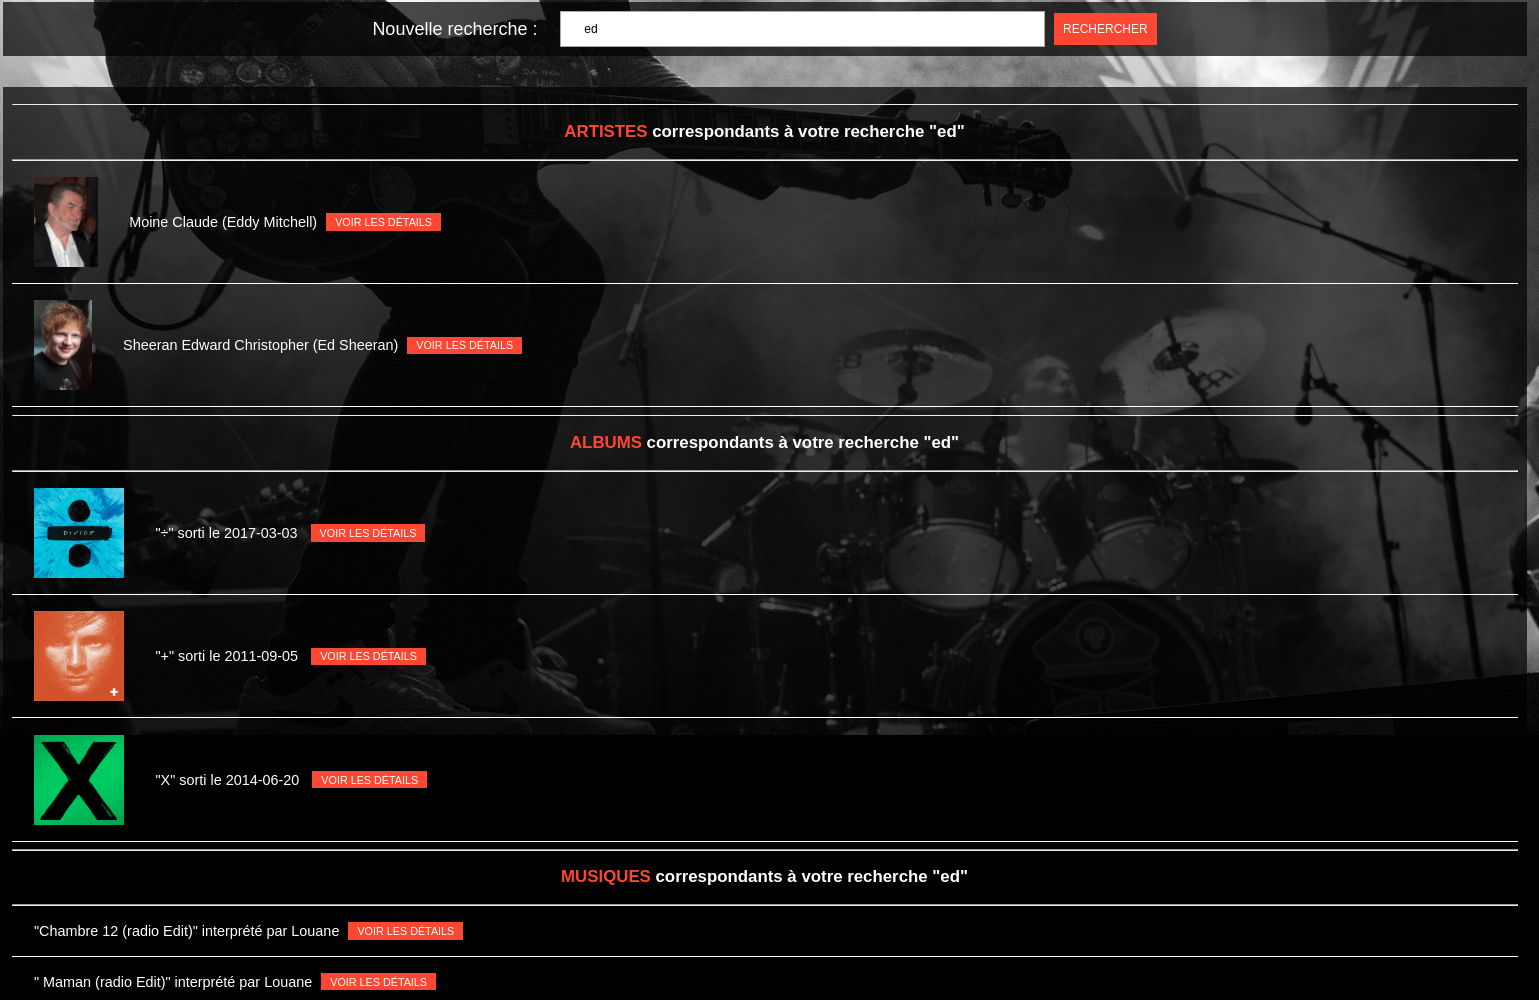 Nouvelle recherche : ed RECHERCHER
ARTISTES correspondants à votre recherche "ed"
Moine Claude (Eddy Mitchell) VOIR LES DÉTAILS
Sheeran Edward Christopher (Ed Sheeran) VOIR LES DÉTAILS
ALBUMS correspondants à votre recherche "ed"
DIVIDE
"÷" sorti le 2017-03-03 VOIR LES DÉTAILS
+
"+" sorti le 2011-09-05 VOIR LES DÉTAILS
X
"X" sorti le 2014-06-20 VOIR LES DÉTAILS
MUSIQUES correspondants à votre recherche "ed"
"Chambre 12 (radio Edit)" interprété par Louane VOIR LES DÉTAILS
" Maman (radio Edit)" interprété par Louane VOIR LES DÉTAILS